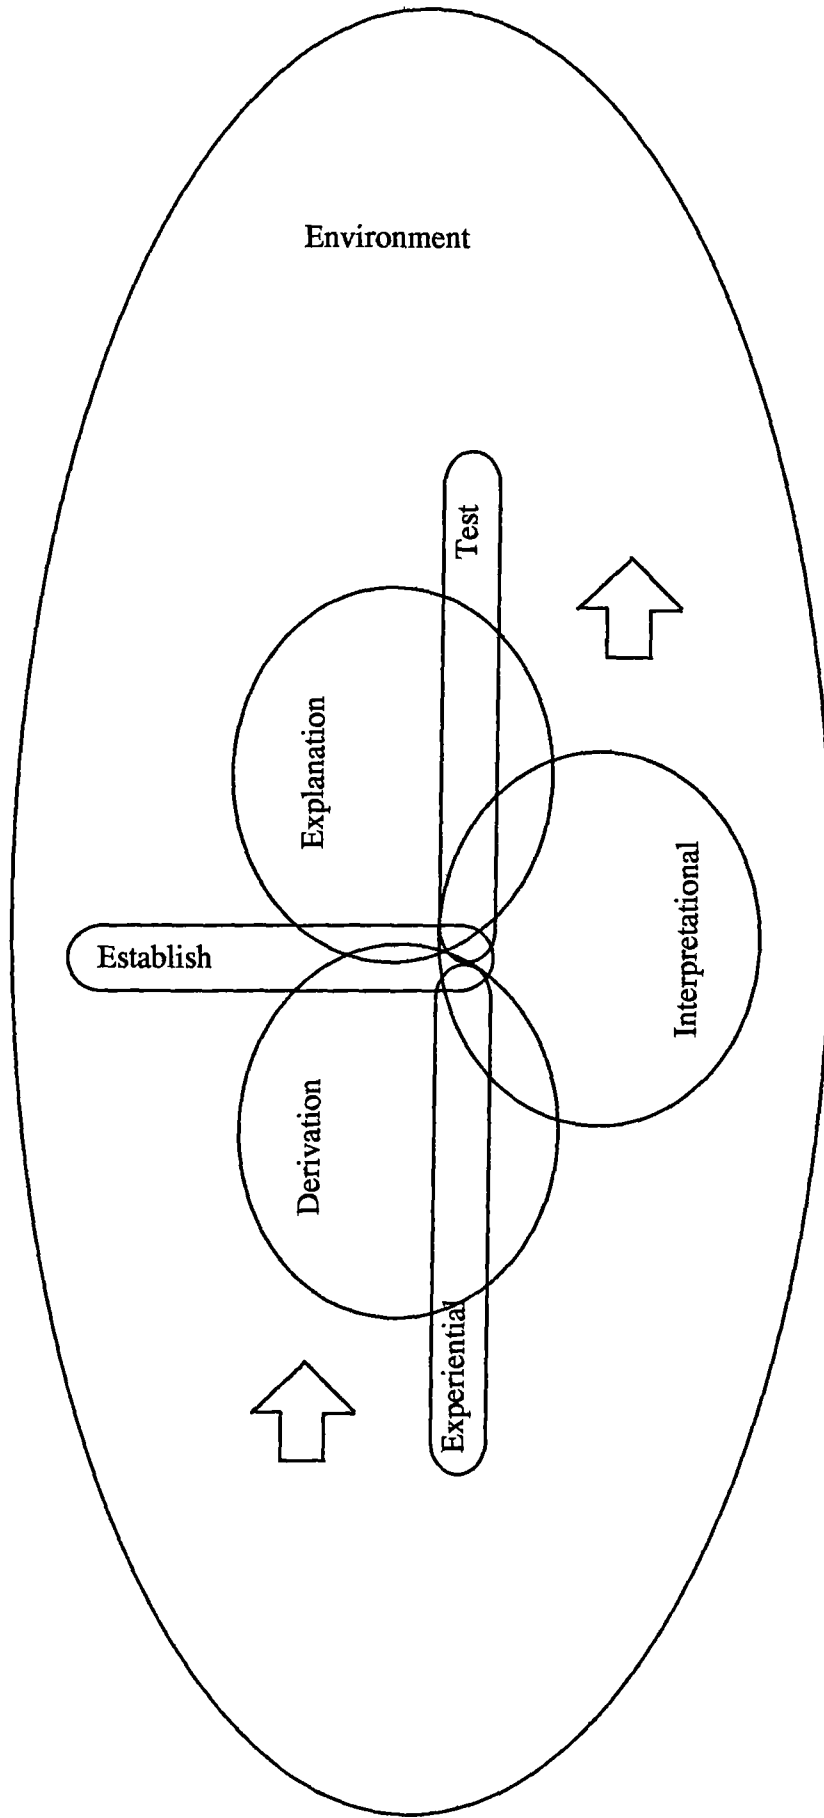 Environment
Test
Explanation
Establish
Interpretational
Derivation
Experiential